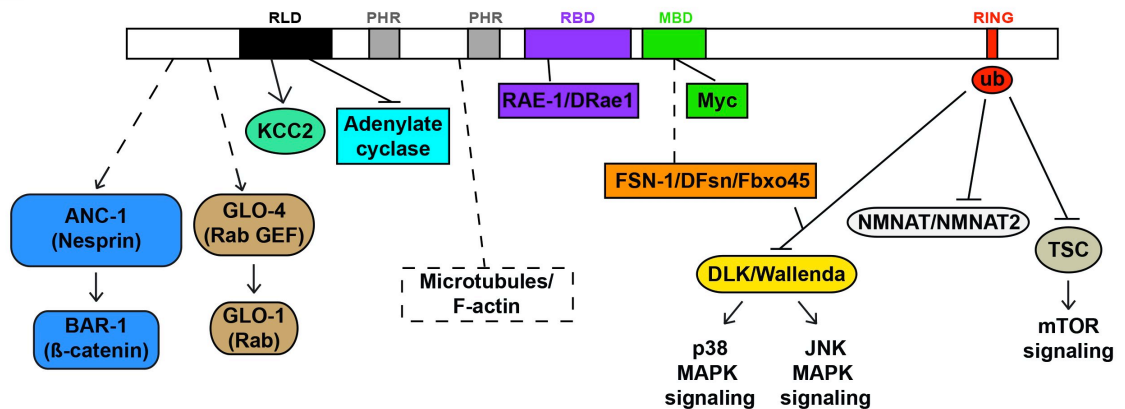 RLD
PHR
PHR
RBD
MBD
RING
ub
RAE-1/DRae1
Myc
KCC2
Adenylate
cyclase
FSN-1/DFsn/Fbxo45
ANC-1
(Nesprin)
GLO-4
(Rab GEF)
NMNAT/NMNAT2
TSC
Microtubules/
F-actin
DLK/Wallenda
BAR-1
(ß-catenin)
GLO-1
(Rab)
p38
MAPK
signaling
JNK
MAPK
signaling
mTOR
signaling